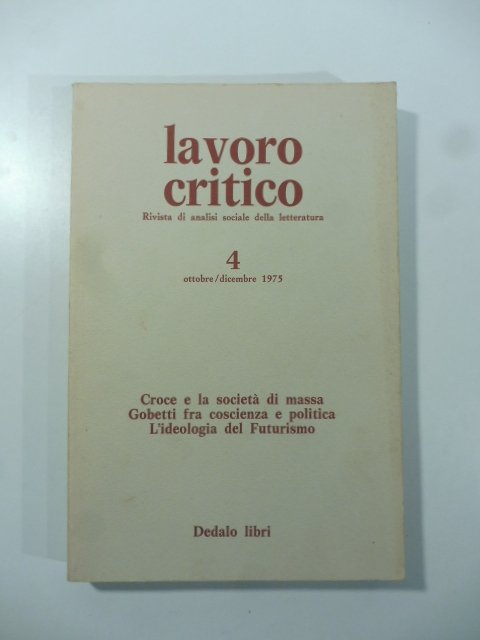 lavoro
critico
Rivista di analisi sociale della letteratura
4
ottobre/dicembre 1975
Croce e la società di massa
Gobetti fra coscienza e politica
L'ideologia del Futurismo
Dedalo libri